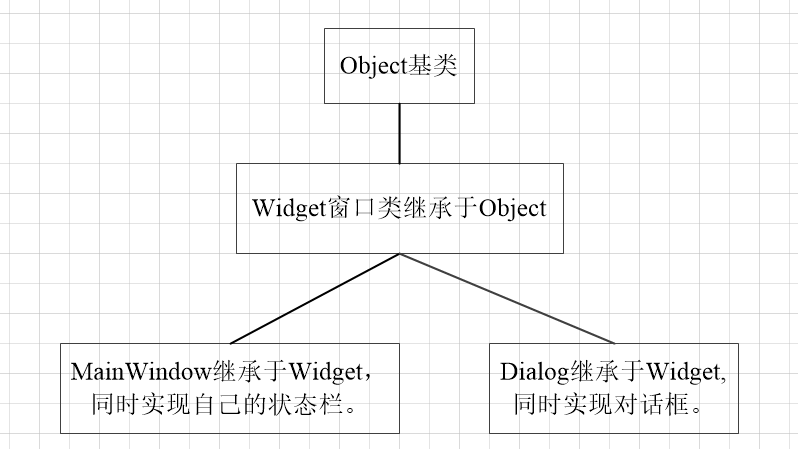 Object基类
Widget窗口类继承于Object
MainWindow继承于Widget，
同时实现自己的状态栏。
Dialog继承于Widget,
同时实现对话框。